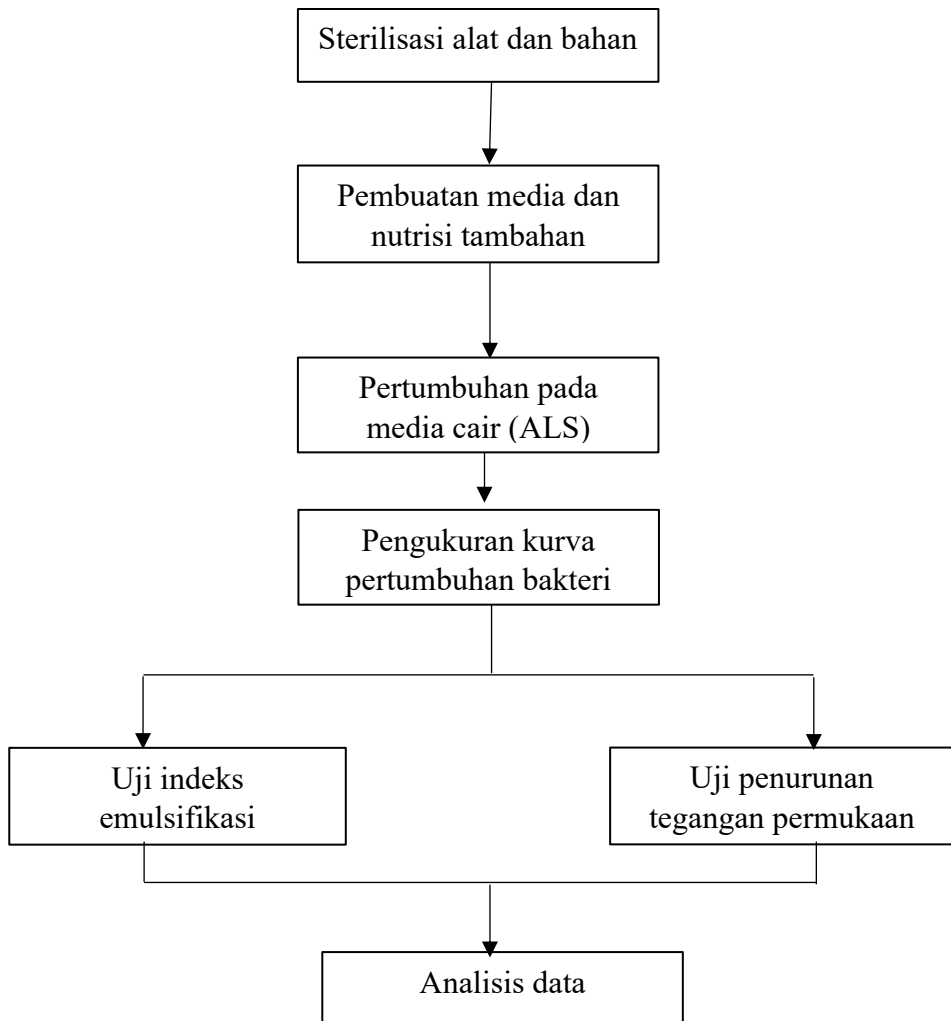 Sterilisasi alat dan bahan
Pembuatan media dan
nutrisi tambahan
Pertumbuhan pada
media cair (ALS)
Pengukuran kurva
pertumbuhan bakteri
Uji indeks
emulsifikasi
Uji penurunan
tegangan permukaan
Analisis data